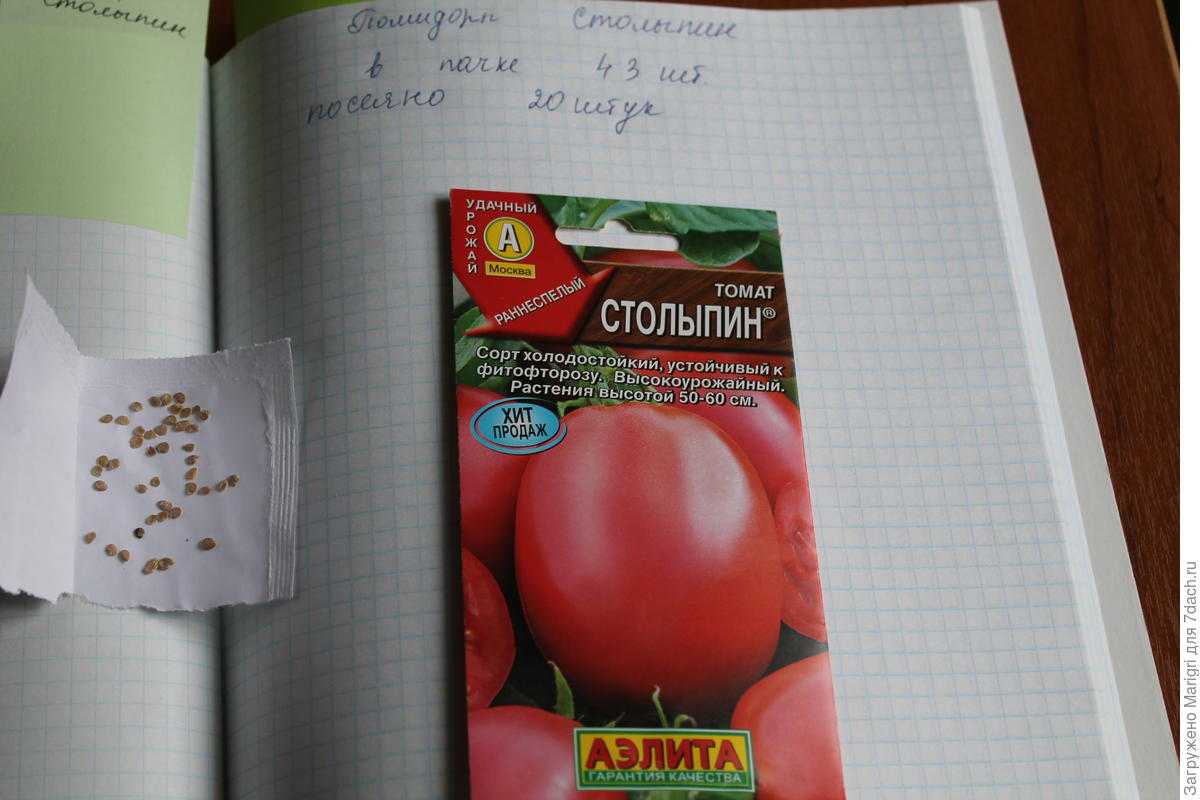 Столыпин
Помидоры Столыпин
в пачке 43 шт.
посеяно 20 штук
УДАЧНЫЙ
УРОЖАЙ
А
Москва
РАННЕСПЕЛЫЙ
ТОМАТ
СТОЛЫПИН®
Сорт холодостойкий, устойчивый к
фитофторозу. Высокоурожайный.
Растения высотой 50-60 см.
ХИТ
ПРОДАЖ
АЭЛИТА
ГАРАНТИЯ КАЧЕСТВА
Загружено Marigri для 7dach.ru